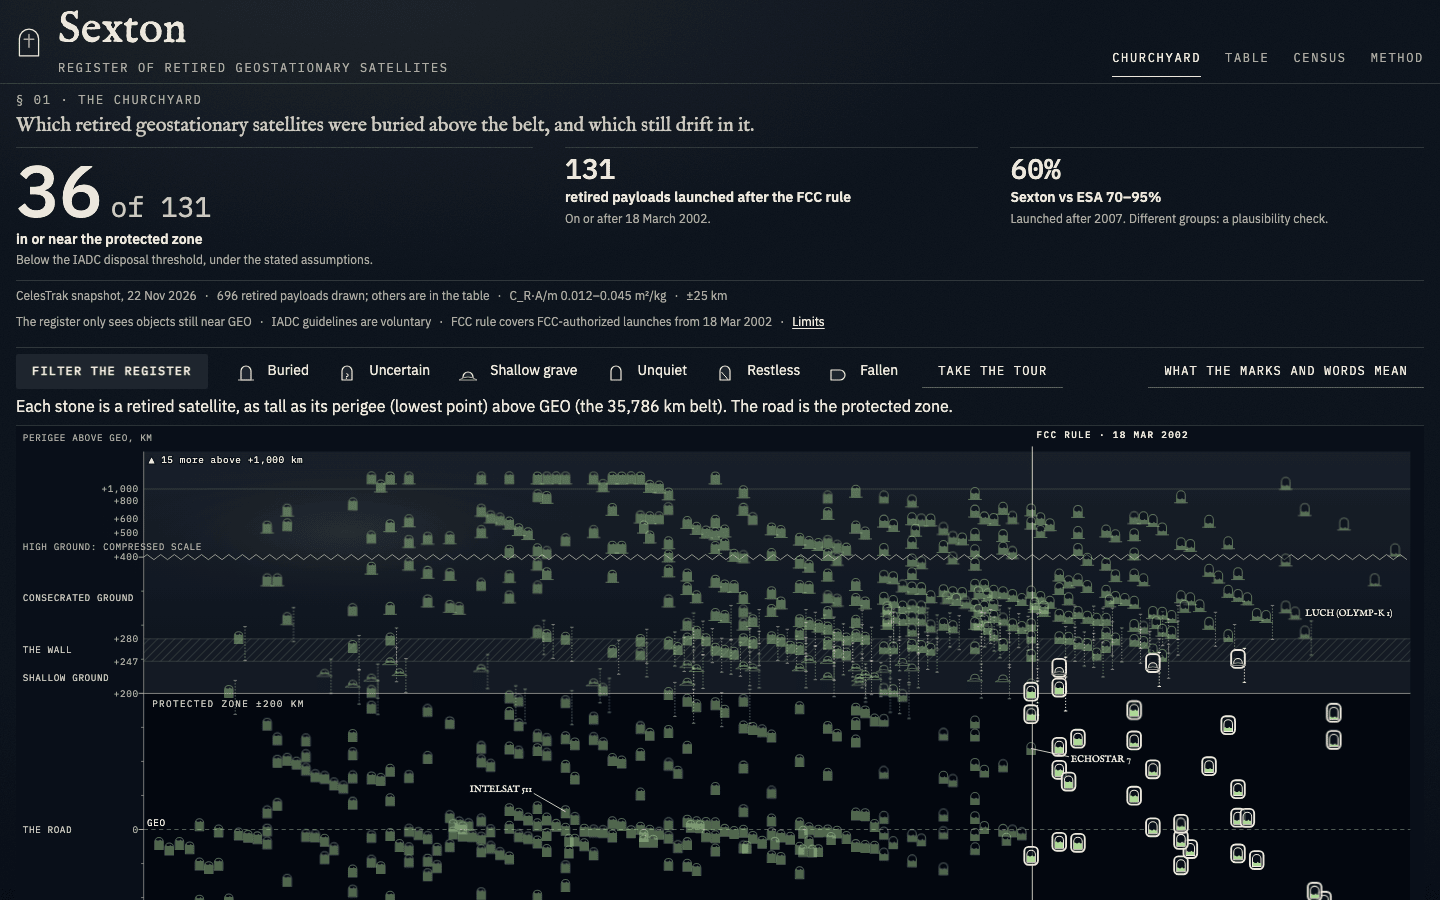 Sexton
REGISTER OF RETIRED GEOSTATIONARY SATELLITES
CHURCHYARD TABLE CENSUS METHOD
§ 01 · THE CHURCHYARD
Which retired geostationary satellites were buried above the belt, and which still drift in it.
36 of 131
in or near the protected zone
Below the IADC disposal threshold, under the stated assumptions.
131
retired payloads launched after the FCC rule
On or after 18 March 2002.
60%
Sexton vs ESA 70–95%
Launched after 2007. Different groups: a plausibility check.
CelesTrak snapshot, 22 Nov 2026 · 696 retired payloads drawn; others are in the table · C_R·A/m 0.012–0.045 m²/kg · ±25 km
The register only sees objects still near GEO · IADC guidelines are voluntary · FCC rule covers FCC-authorized launches from 18 Mar 2002 · Limits
FILTER THE REGISTER Buried Uncertain Shallow grave Unquiet Restless Fallen TAKE THE TOUR WHAT THE MARKS AND WORDS MEAN
Each stone is a retired satellite, as tall as its perigee (lowest point) above GEO (the 35,786 km belt). The road is the protected zone.
PERIGEE ABOVE GEO, KM
FCC RULE · 18 MAR 2002
▲ 15 more above +1,000 km
+1,000
+800
+600
+500
HIGH GROUND: COMPRESSED SCALE
+400
CONSECRATED GROUND
LUCH (OLYMP-K 1)
+280
THE WALL
+247
SHALLOW GROUND
+200
PROTECTED ZONE ±200 KM
ECHOSTAR 7
INTELSAT 511
GEO
THE ROAD 0